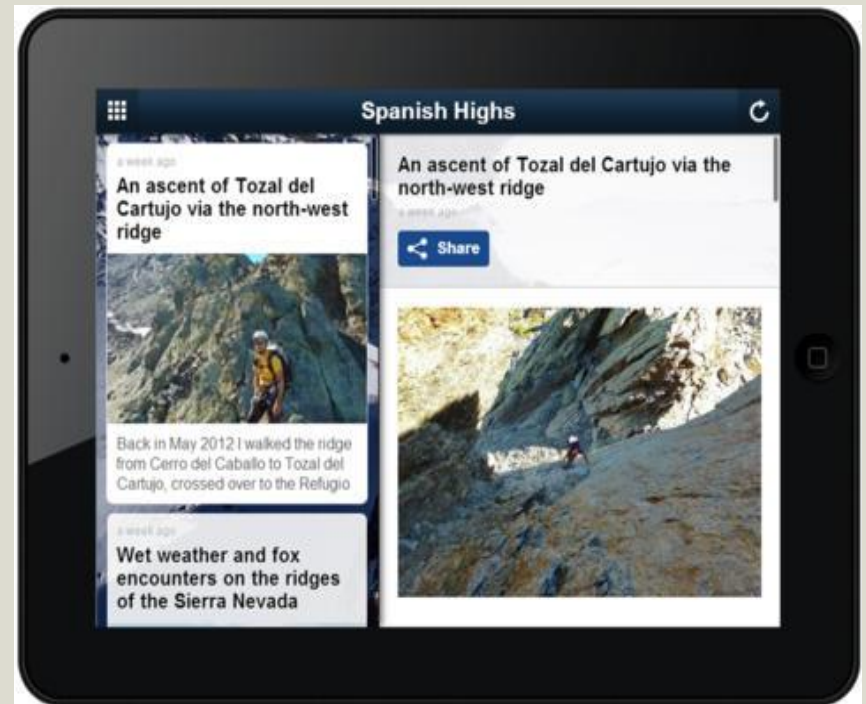 Spanish Highs
a week ago
An ascent of Tozal del
Cartujo via the north-west
ridge
Back in May 2012 I walked the ridge
from Cerro del Caballo to Tozal del
Cartujo, crossed over to the Refugio
a week ago
Wet weather and fox
encounters on the ridges
of the Sierra Nevada
An ascent of Tozal del Cartujo via the
north-west ridge
a week ago
Share